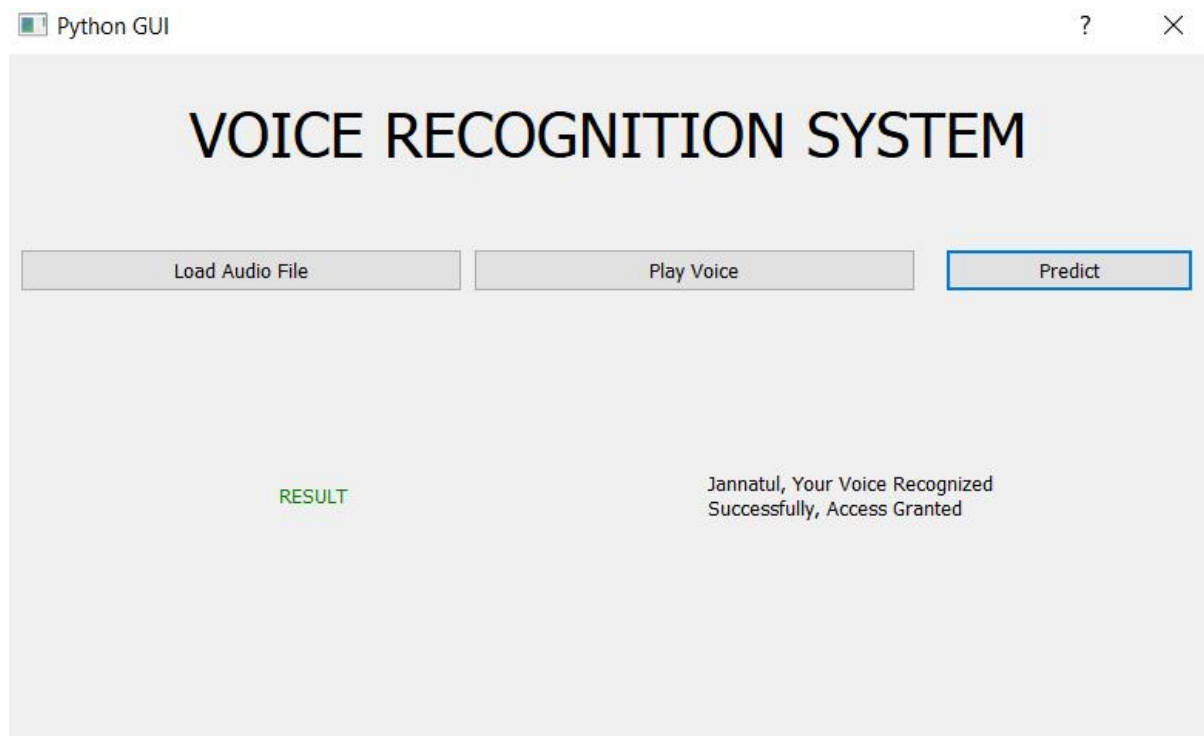 Python GUI
?
VOICE RECOGNITION SYSTEM
Load Audio File
Play Voice
Predict
RESULT
Jannatul, Your Voice Recognized
Successfully, Access Granted